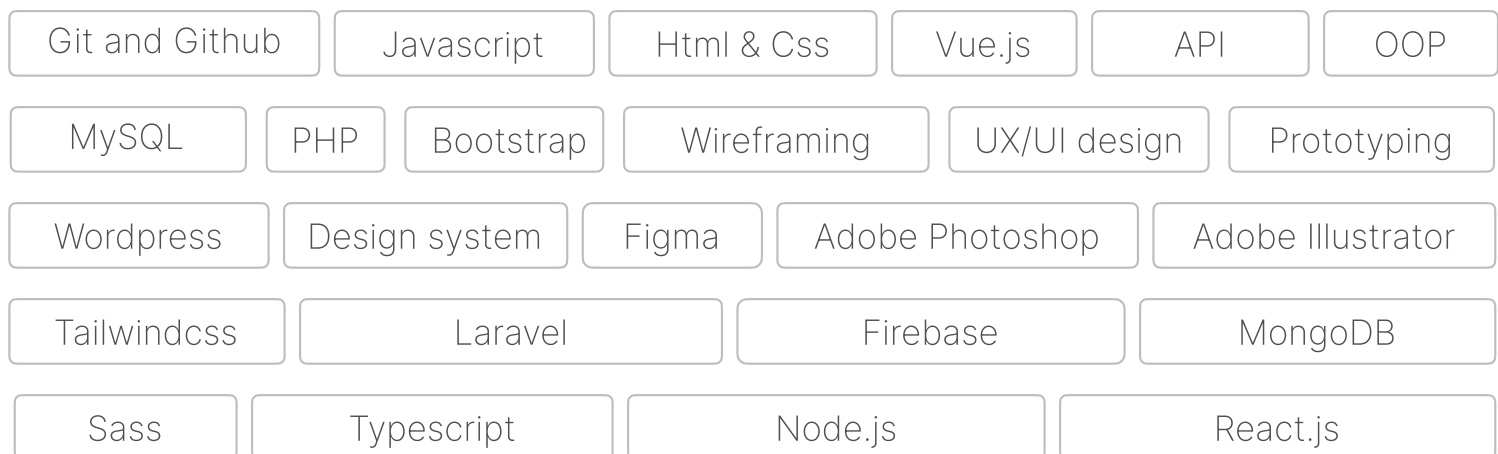 Git and Github Javascript Html & Css Vue.js API OOP
MySQL PHP Bootstrap Wireframing UX/UI design Prototyping
Wordpress Design system Figma Adobe Photoshop Adobe Illustrator
Tailwindcss Laravel Firebase MongoDB
Sass Typescript Node.js React.js